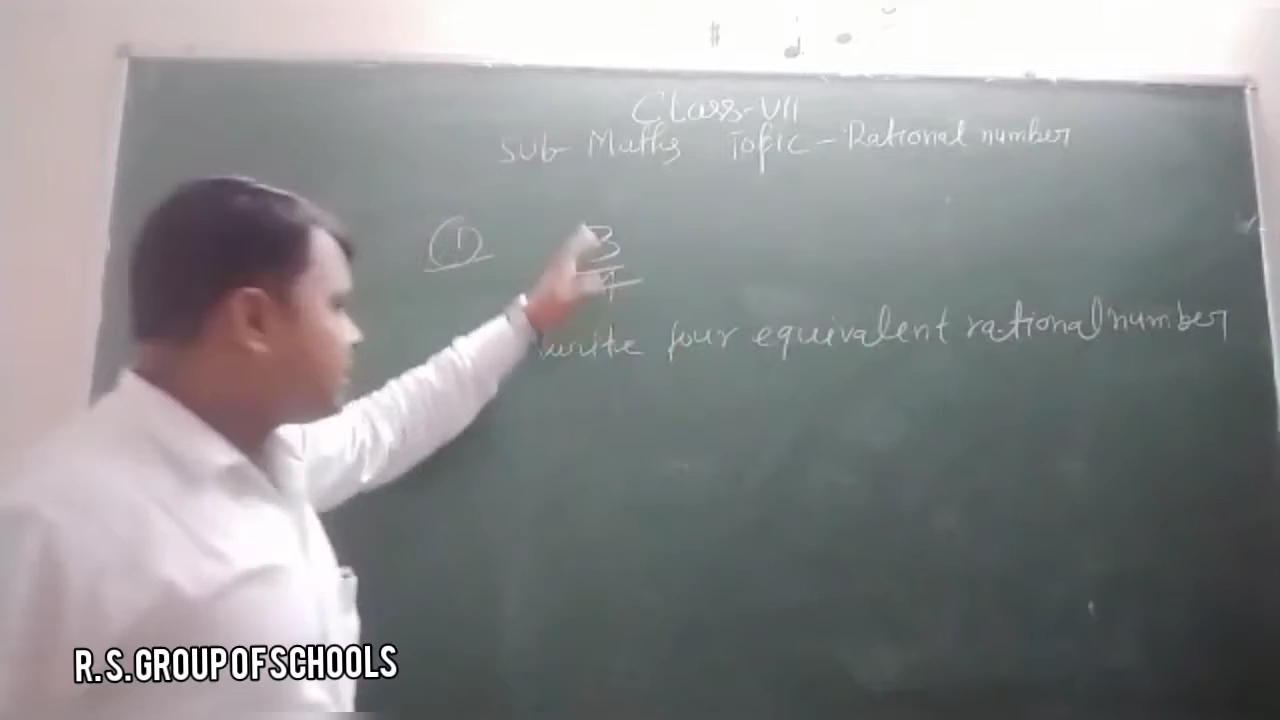 Class-VII
Sub- Maths Topic - Rational number
① 3
4
write four equivalent rational number
R.S. GROUP OF SCHOOLS